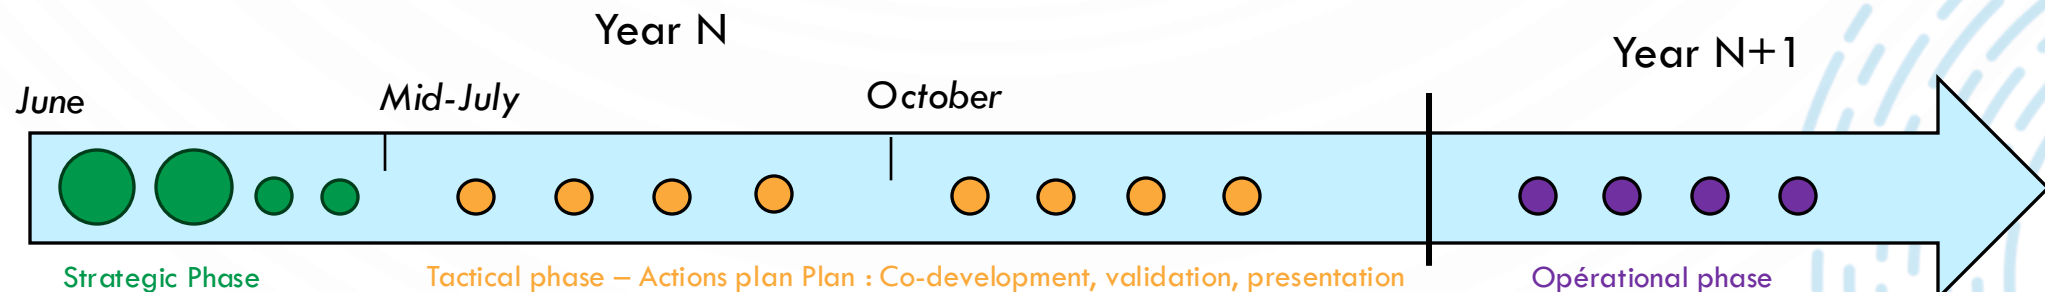 Year N
Year N+1
June
Mid-July
October
Strategic Phase
Tactical phase – Actions plan Plan : Co-development, validation, presentation
Opérational phase